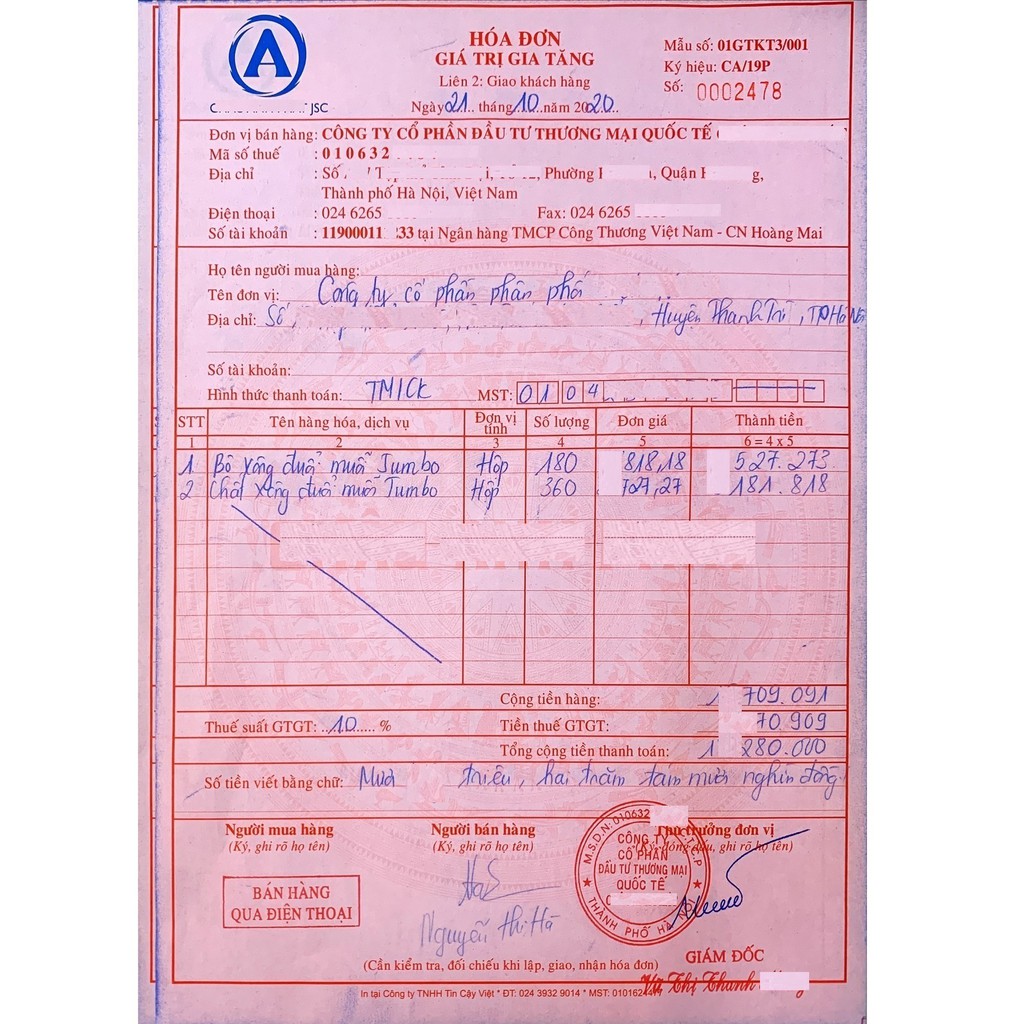 A
JSC
HÓA ĐƠN
GIÁ TRỊ GIA TĂNG
Liên 2: Giao khách hàng
Ngày 21 tháng 10 năm 2020
Mẫu số: 01GTKT3/001
Ký hiệu: CA/19P
Số: 0002478
Đơn vị bán hàng: CÔNG TY CỔ PHẦN ĐẦU TƯ THƯƠNG MẠI QUỐC TẾ
Mã số thuế : 010632
Địa chỉ : Số Phường Quận
Thành phố Hà Nội, Việt Nam
Điện thoại : 024 6265 Fax: 024 6265
Số tài khoản : 11900011 33 tại Ngân hàng TMCP Công Thương Việt Nam - CN Hoàng Mai
Họ tên người mua hàng:
Tên đơn vị: Công ty cổ phần phân phối
Địa chỉ: Số , Huyện Thanh Trì, TP Hà Nội
Số tài khoản:
Hình thức thanh toán: TM/CK MST: 0104
STT Tên hàng hóa, dịch vụ Đơn vị tính Số lượng Đơn giá Thành tiền
1 2 3 4 5 6 = 4 x 5
1 Bộ xông đuổi muỗi Jumbo Hộp 180 818,18 527.273
2 Chất xông đuổi muỗi Jumbo Hộp 360 727,27 181.818
Cộng tiền hàng: 1 709.091
Thuế suất GTGT: 10 % Tiền thuế GTGT: 70 909
Tổng cộng tiền thanh toán: 1 280.000
Số tiền viết bằng chữ: Mươi triệu, hai trăm tám mươi nghìn đồng
Người mua hàng Người bán hàng Thủ trưởng đơn vị
(Ký, ghi rõ họ tên) (Ký, ghi rõ họ tên) (Ký, đóng dấu, ghi rõ họ tên)
BÁN HÀNG
QUA ĐIỆN THOẠI
Hà
Nguyễn Thị Hà
M.S.D.N: 010632 C.T.C.P
CÔNG TY
CỔ PHẦN
ĐẦU TƯ THƯƠNG MẠI
QUỐC TẾ
THÀNH PHỐ HÀ NỘI
GIÁM ĐỐC
Vũ Thị Thanh
(Cần kiểm tra, đối chiếu khi lập, giao, nhận hóa đơn)
In tại Công ty TNHH Tin Cậy Việt * ĐT: 024 3932 9014 * MST: 0101624